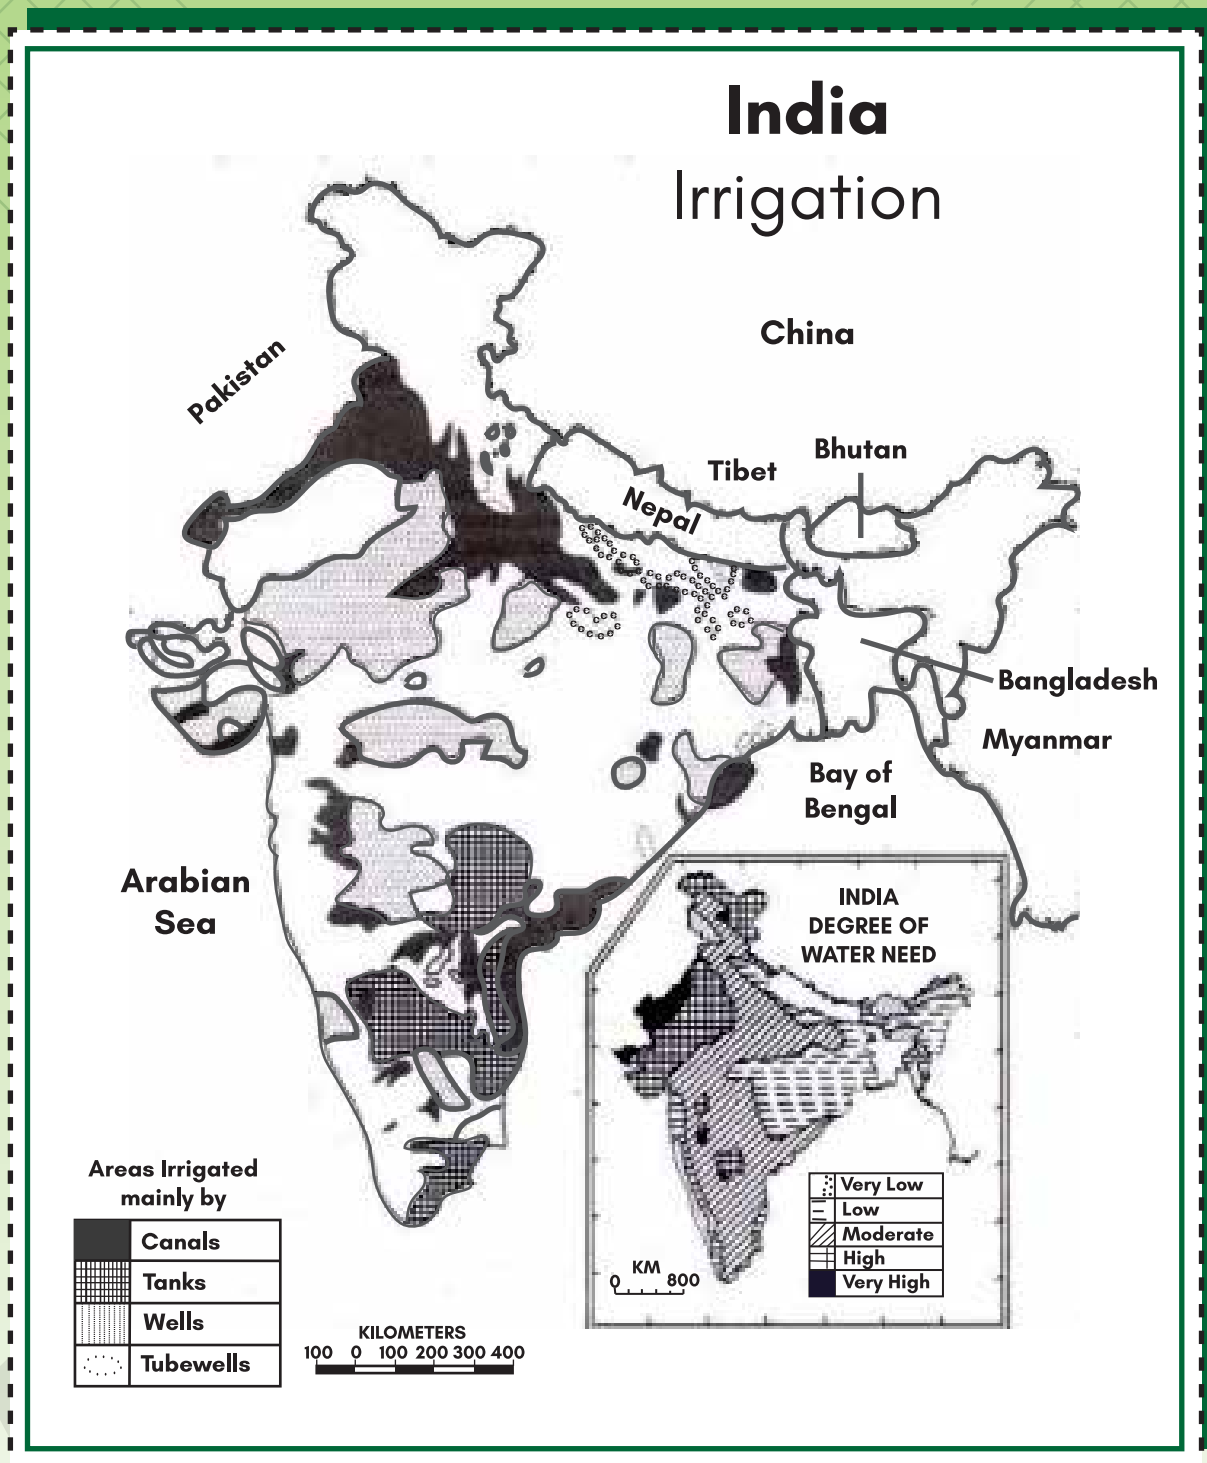 India
Irrigation
China
Pakistan
Bhutan
Tibet
Nepal
Bangladesh
Myanmar
Bay of
Bengal
Arabian
Sea
INDIA
DEGREE OF
WATER NEED
Very Low
Low
Moderate
High
Very High
KM
0 800
Areas Irrigated
mainly by
Canals
Tanks
Wells
Tubewells
KILOMETERS
100 0 100 200 300 400